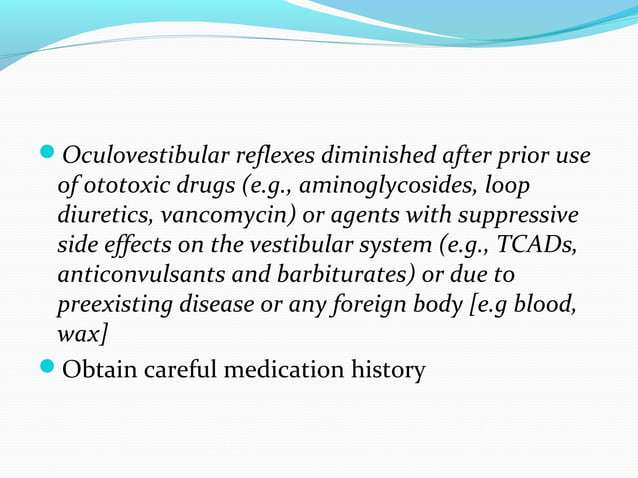 Oculovestibular reflexes diminished after prior use
of ototoxic drugs (e.g., aminoglycosides, loop
diuretics, vancomycin) or agents with suppressive
side effects on the vestibular system (e.g., TCADs,
anticonvulsants and barbiturates) or due to
preexisting disease or any foreign body [e.g blood,
wax]
Obtain careful medication history